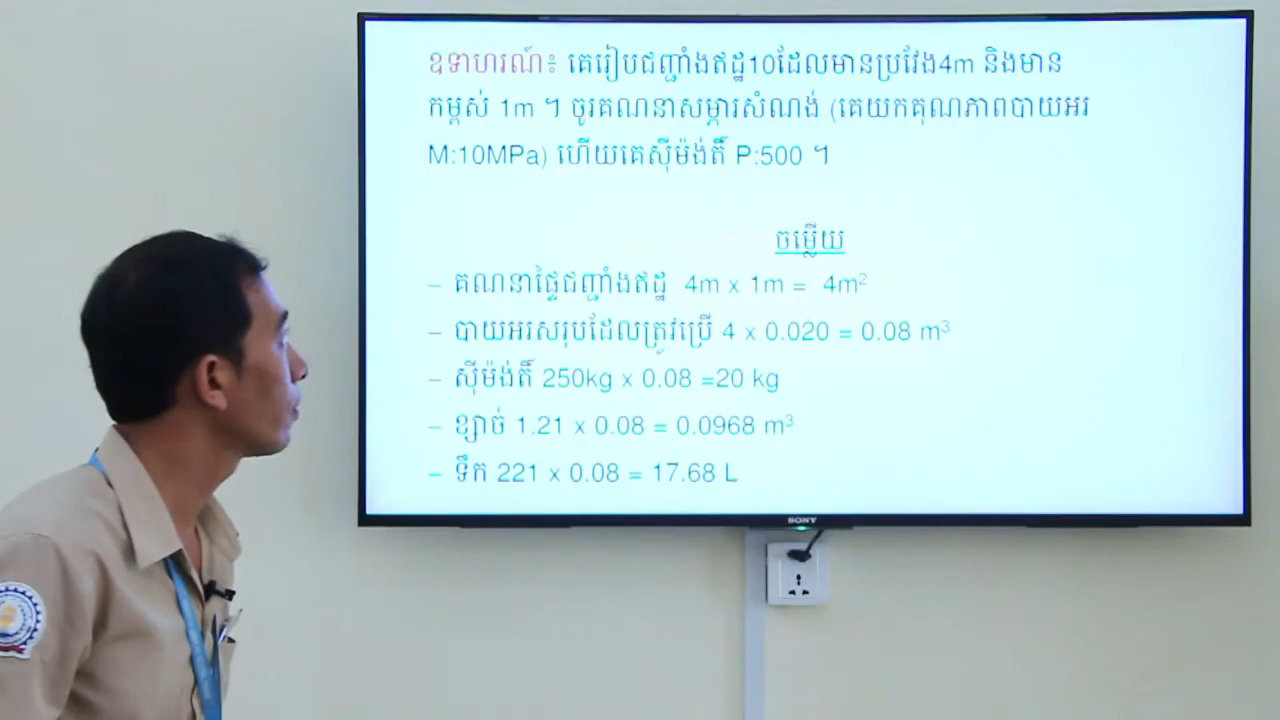 ឧទាហរណ៍៖ គេរៀបជញ្ជាំងឥដ្ឋ10ដែលមានប្រវែង4m និងមាន
កម្ពស់ 1m ។ ចូរគណនាសម្ភារសំណង់ (គេយកគុណភាពបាយអរ
M:10MPa) ហើយគេស៊ីម៉ង់តិ៍ P:500 ។
ចម្លើយ
– គណនាផ្ទៃជញ្ជាំងឥដ្ឋ 4m x 1m = 4m²
– បាយអរសរុបដែលត្រូវប្រើ 4 x 0.020 = 0.08 m³
– ស៊ីម៉ង់តិ៍ 250kg x 0.08 =20 kg
– ខ្សាច់ 1.21 x 0.08 = 0.0968 m³
– ទឹក 221 x 0.08 = 17.68 L
SONY